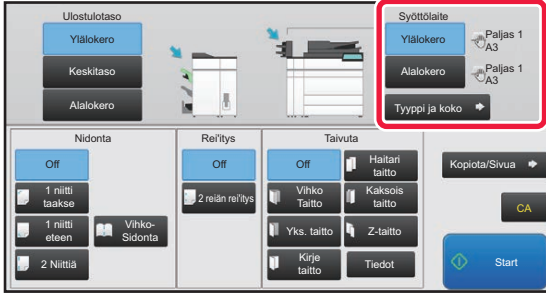 Ulostulotaso
Ylälokero
Keskitaso
Alalokero
Syöttölaite
Ylälokero
Paljas 1
A3
Alalokero
Paljas 1
A3
Tyyppi ja koko
Nidonta
Off
1 niitti
taakse
1 niitti
eteen
Vihko-
Sidonta
2 Niittiä
Rei'itys
Off
2 reiän rei'itys
Taivuta
Off
Haitari
taitto
Vihko
Taitto
Kaksois
taitto
Yks. taitto
Z-taitto
Kirje
taitto
Tiedot
Kopiota/Sivua
CA
Start